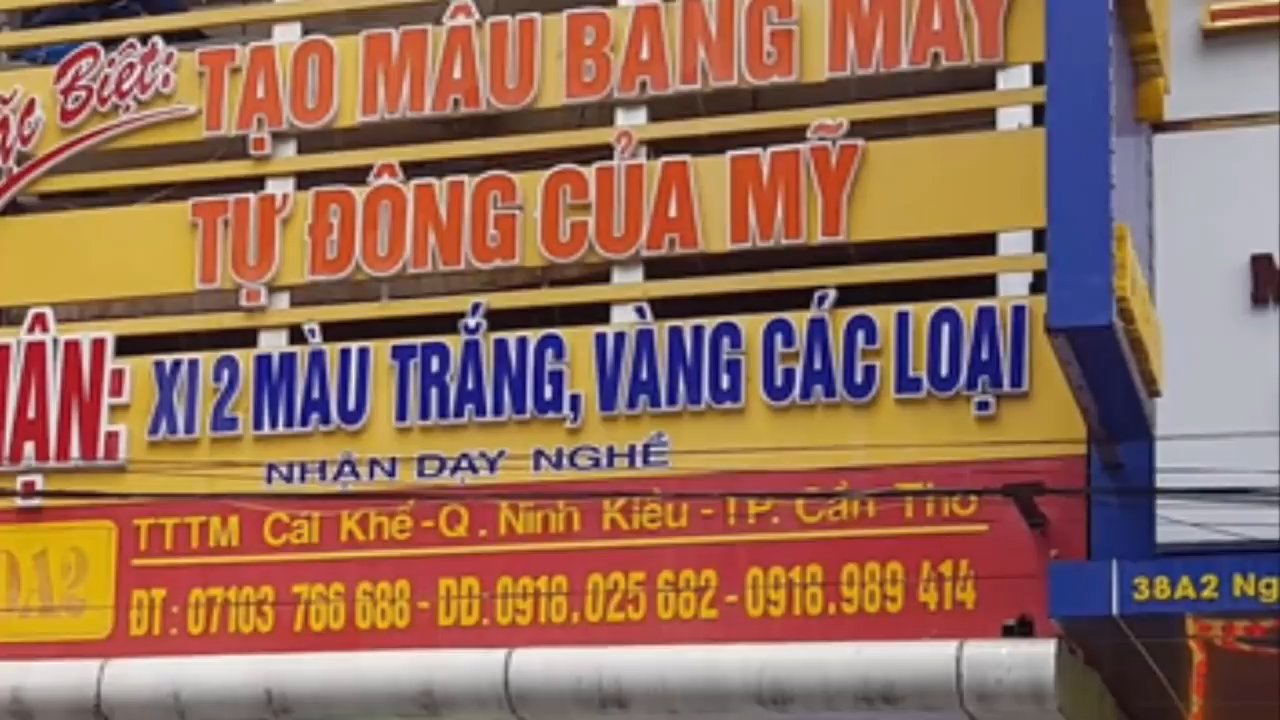 Biệt:
TẠO MẪU BẰNG MÁY
TỰ ĐỘNG CỦA MỸ
XI 2 MÀU TRẮNG, VÀNG CÁC LOẠI
NHẬN DẠY NGHỀ
TTTM Cái Khế - Q. Ninh Kiều - TP. Cần Thơ
ĐT: 07103 766 688 - DĐ: 0918.025 682 - 0918.989 414
38A2